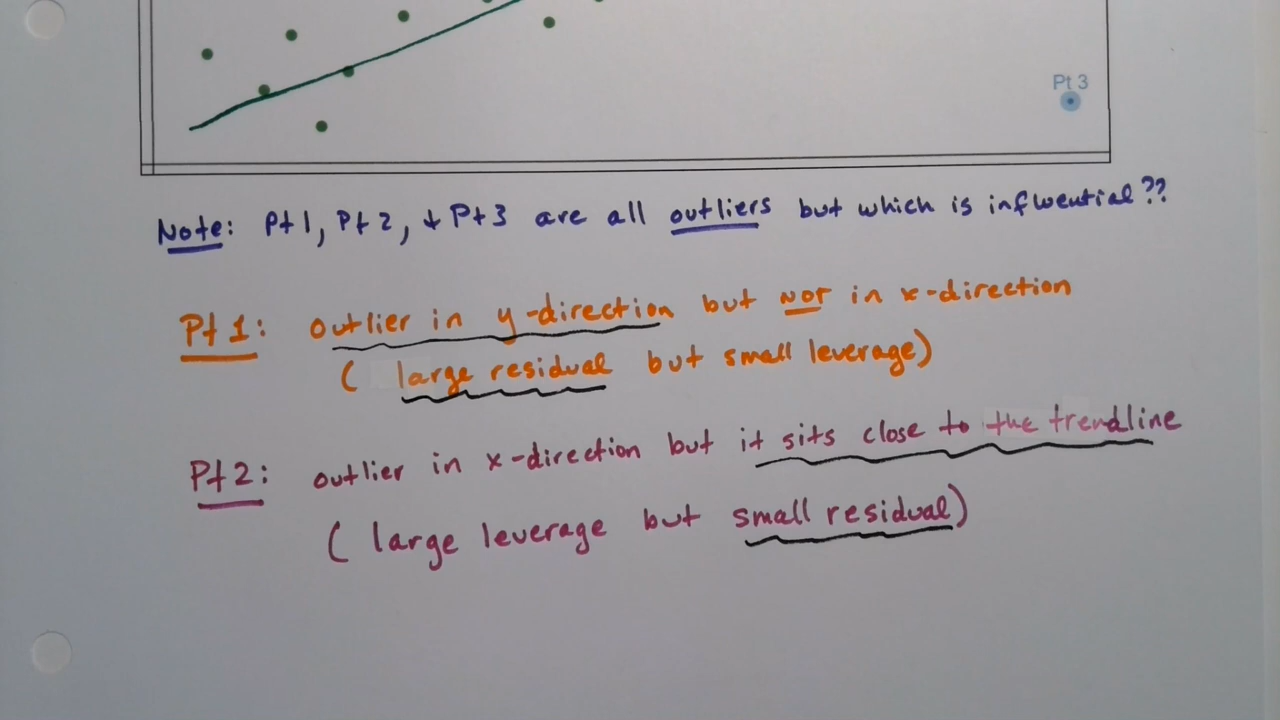 Pt 3
Note: Pt 1, Pt 2, + Pt 3 are all outliers but which is influential??
Pt 1: outlier in y-direction but not in x-direction
( large residual but small leverage)
Pt 2: outlier in x-direction but it sits close to the trendline
( large leverage but small residual)